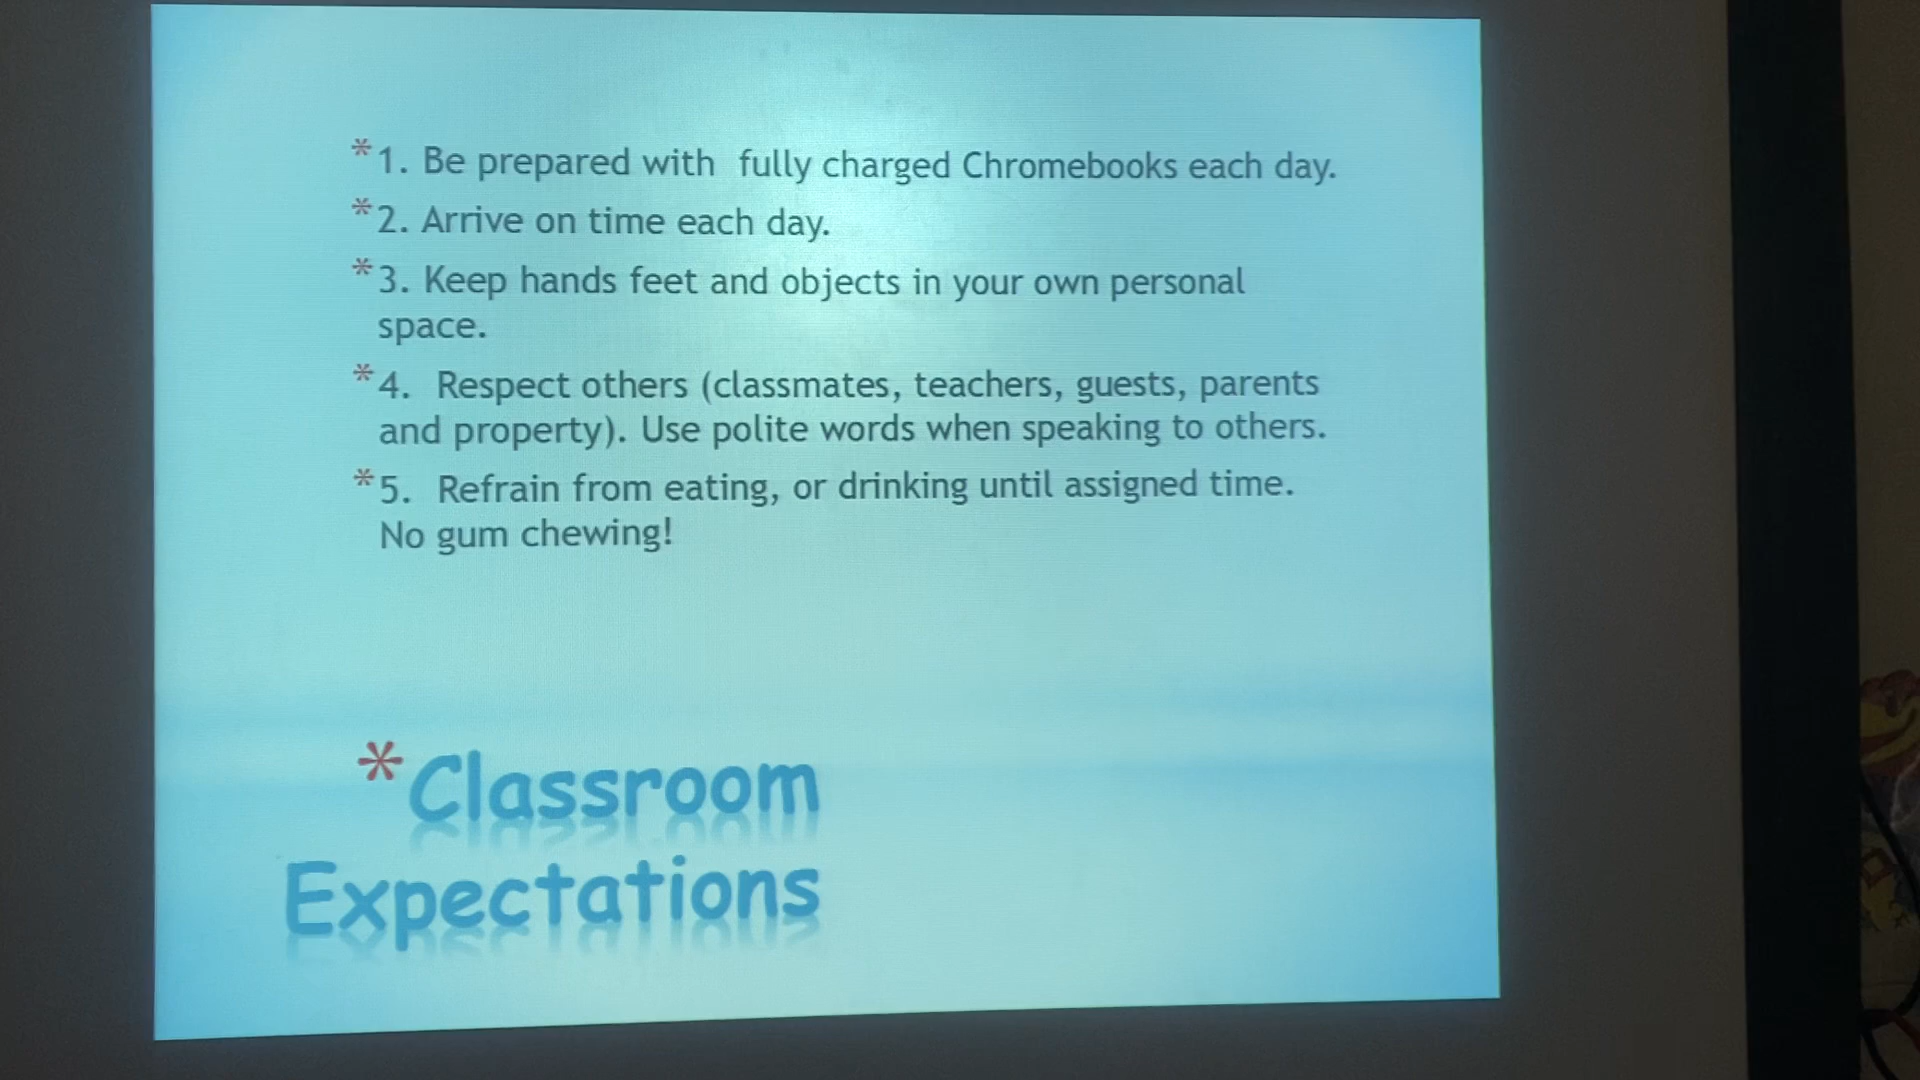 *1. Be prepared with  fully charged Chromebooks each day.
*2. Arrive on time each day.
*3. Keep hands feet and objects in your own personal
space.
*4.  Respect others (classmates, teachers, guests, parents
and property). Use polite words when speaking to others.
*5.  Refrain from eating, or drinking until assigned time.
No gum chewing!
*Classroom
Expectations